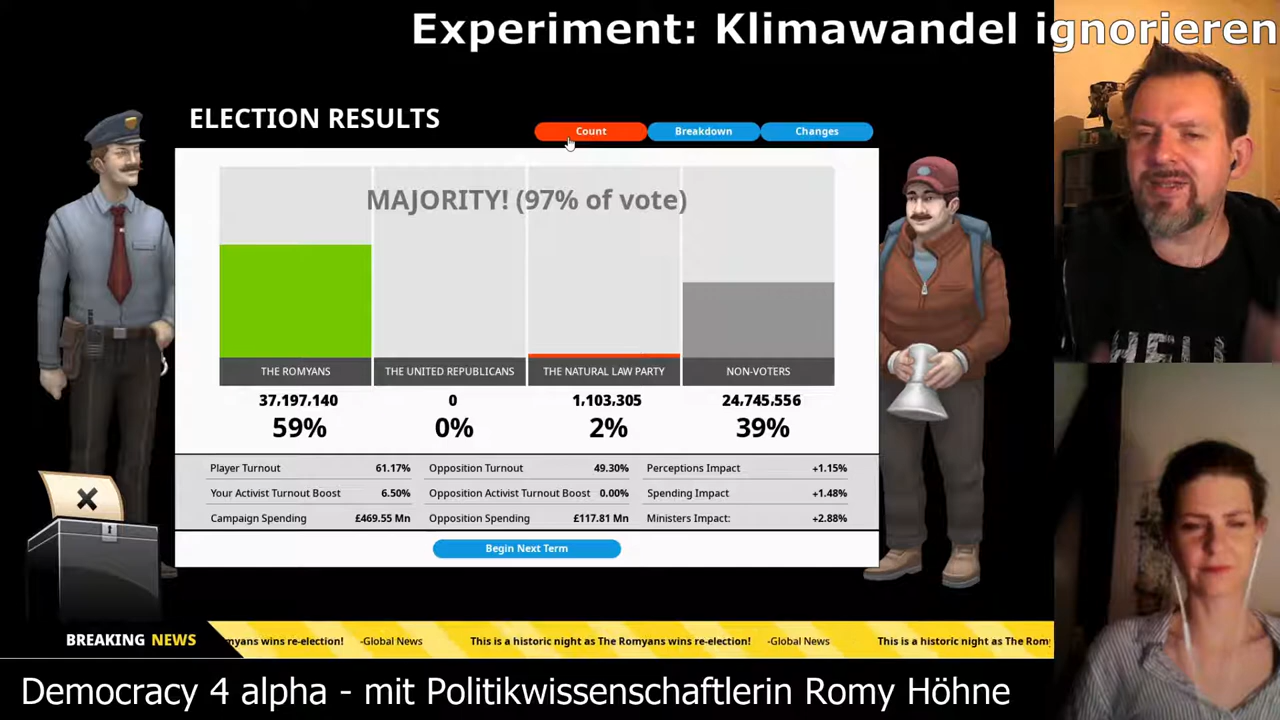 Experiment: Klimawandel ignorieren
ELECTION RESULTS
Count
Breakdown
Changes
MAJORITY! (97% of vote)
THE ROMYANS
THE UNITED REPUBLICANS
THE NATURAL LAW PARTY
NON-VOTERS
37,197,140
0
1,103,305
24,745,556
59%
0%
2%
39%
Player Turnout 61.17%
Opposition Turnout 49.30%
Perceptions Impact +1.15%
Your Activist Turnout Boost 6.50%
Opposition Activist Turnout Boost 0.00%
Spending Impact +1.48%
Campaign Spending £469.55 Mn
Opposition Spending £117.81 Mn
Ministers Impact: +2.88%
Begin Next Term
HELL
BREAKING NEWS
myans wins re-election! -Global News This is a historic night as The Romyans wins re-election! -Global News This is a historic night as The Romy
Democracy 4 alpha - mit Politikwissenschaftlerin Romy Höhne